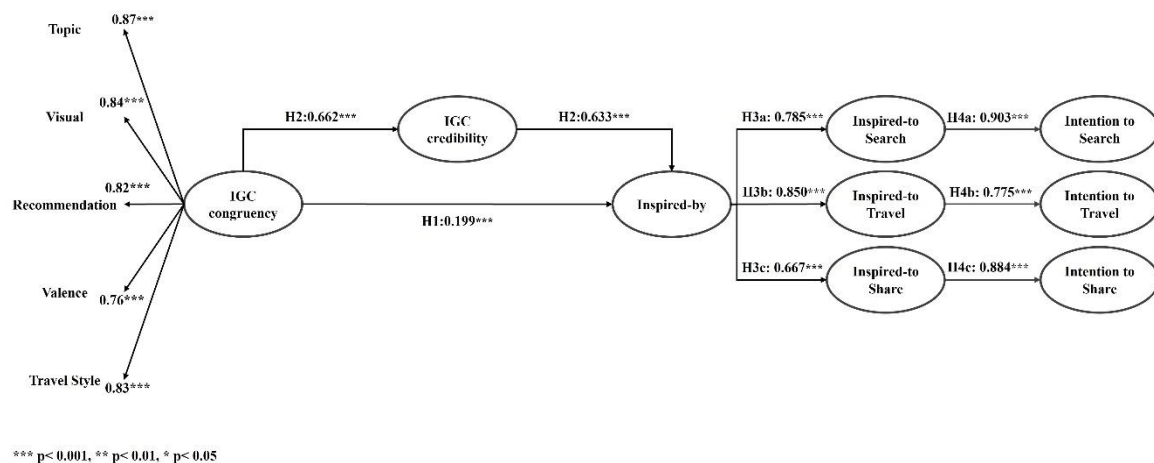 Topic
0.87***
Visual
0.84***
Recommendation
0.82***
Valence
0.76***
Travel Style
0.83***
IGC
congruency
H2:0.662***
IGC
credibility
H2:0.633***
H1:0.199***
Inspired-by
H3a: 0.785***
Inspired-to
Search
H4a: 0.903***
Intention to
Search
H3b: 0.850***
Inspired-to
Travel
H4b: 0.775***
Intention to
Travel
H3c: 0.667***
Inspired-to
Share
H4c: 0.884***
Intention to
Share
*** p< 0.001, ** p< 0.01, * p< 0.05